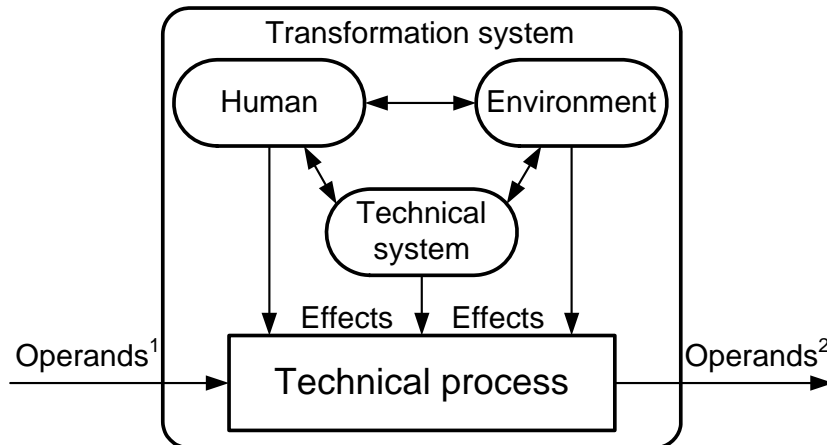 Transformation system
Human
Environment
Technical
system
Effects
Effects
Operands¹
Operands²
Technical process